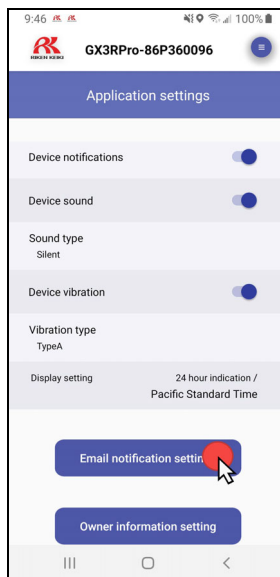 9:46
100%
RIKEN KEIKI
GX3RPro-86P360096
Application settings
Device notifications
Device sound
Sound type
Silent
Device vibration
Vibration type
TypeA
Display setting
24 hour indication /
Pacific Standard Time
Email notification settin
Owner information setting